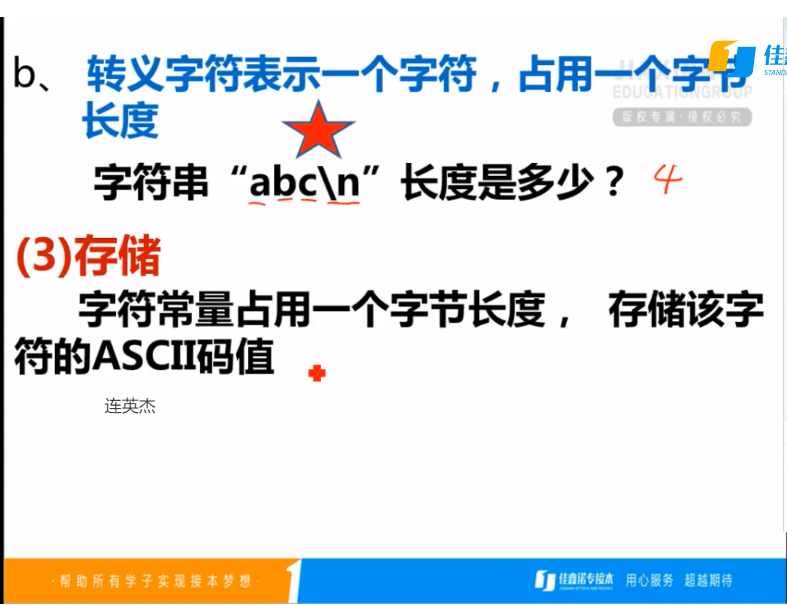 b、 转义字符表示一个字符，占用一个字节
长度
EDUCATIONGROUP
版权专属·侵权必究
字符串“abc\n”长度是多少？ 4
(3)存储
字符常量占用一个字节长度， 存储该字
符的ASCII码值
连英杰
·帮助所有学子实现接本梦想·
佳鑫诺专接本 用心服务 超越期待